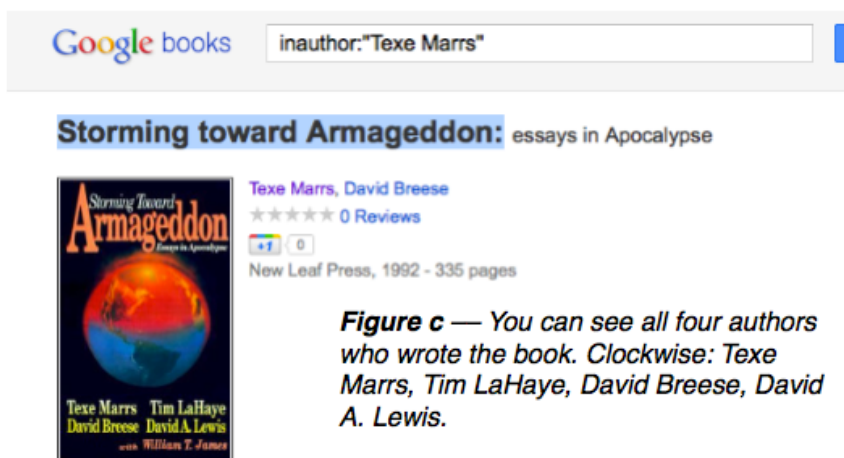 Google books
inauthor:"Texe Marrs"
Storming toward Armageddon: essays in Apocalypse
Storming Toward
Armageddon
Essays in Apocalypse
Texe Marrs Tim LaHaye
David Breese David A. Lewis
with William T. James
Texe Marrs, David Breese
0 Reviews
+1 0
New Leaf Press, 1992 - 335 pages
Figure c — You can see all four authors
who wrote the book. Clockwise: Texe
Marrs, Tim LaHaye, David Breese, David
A. Lewis.